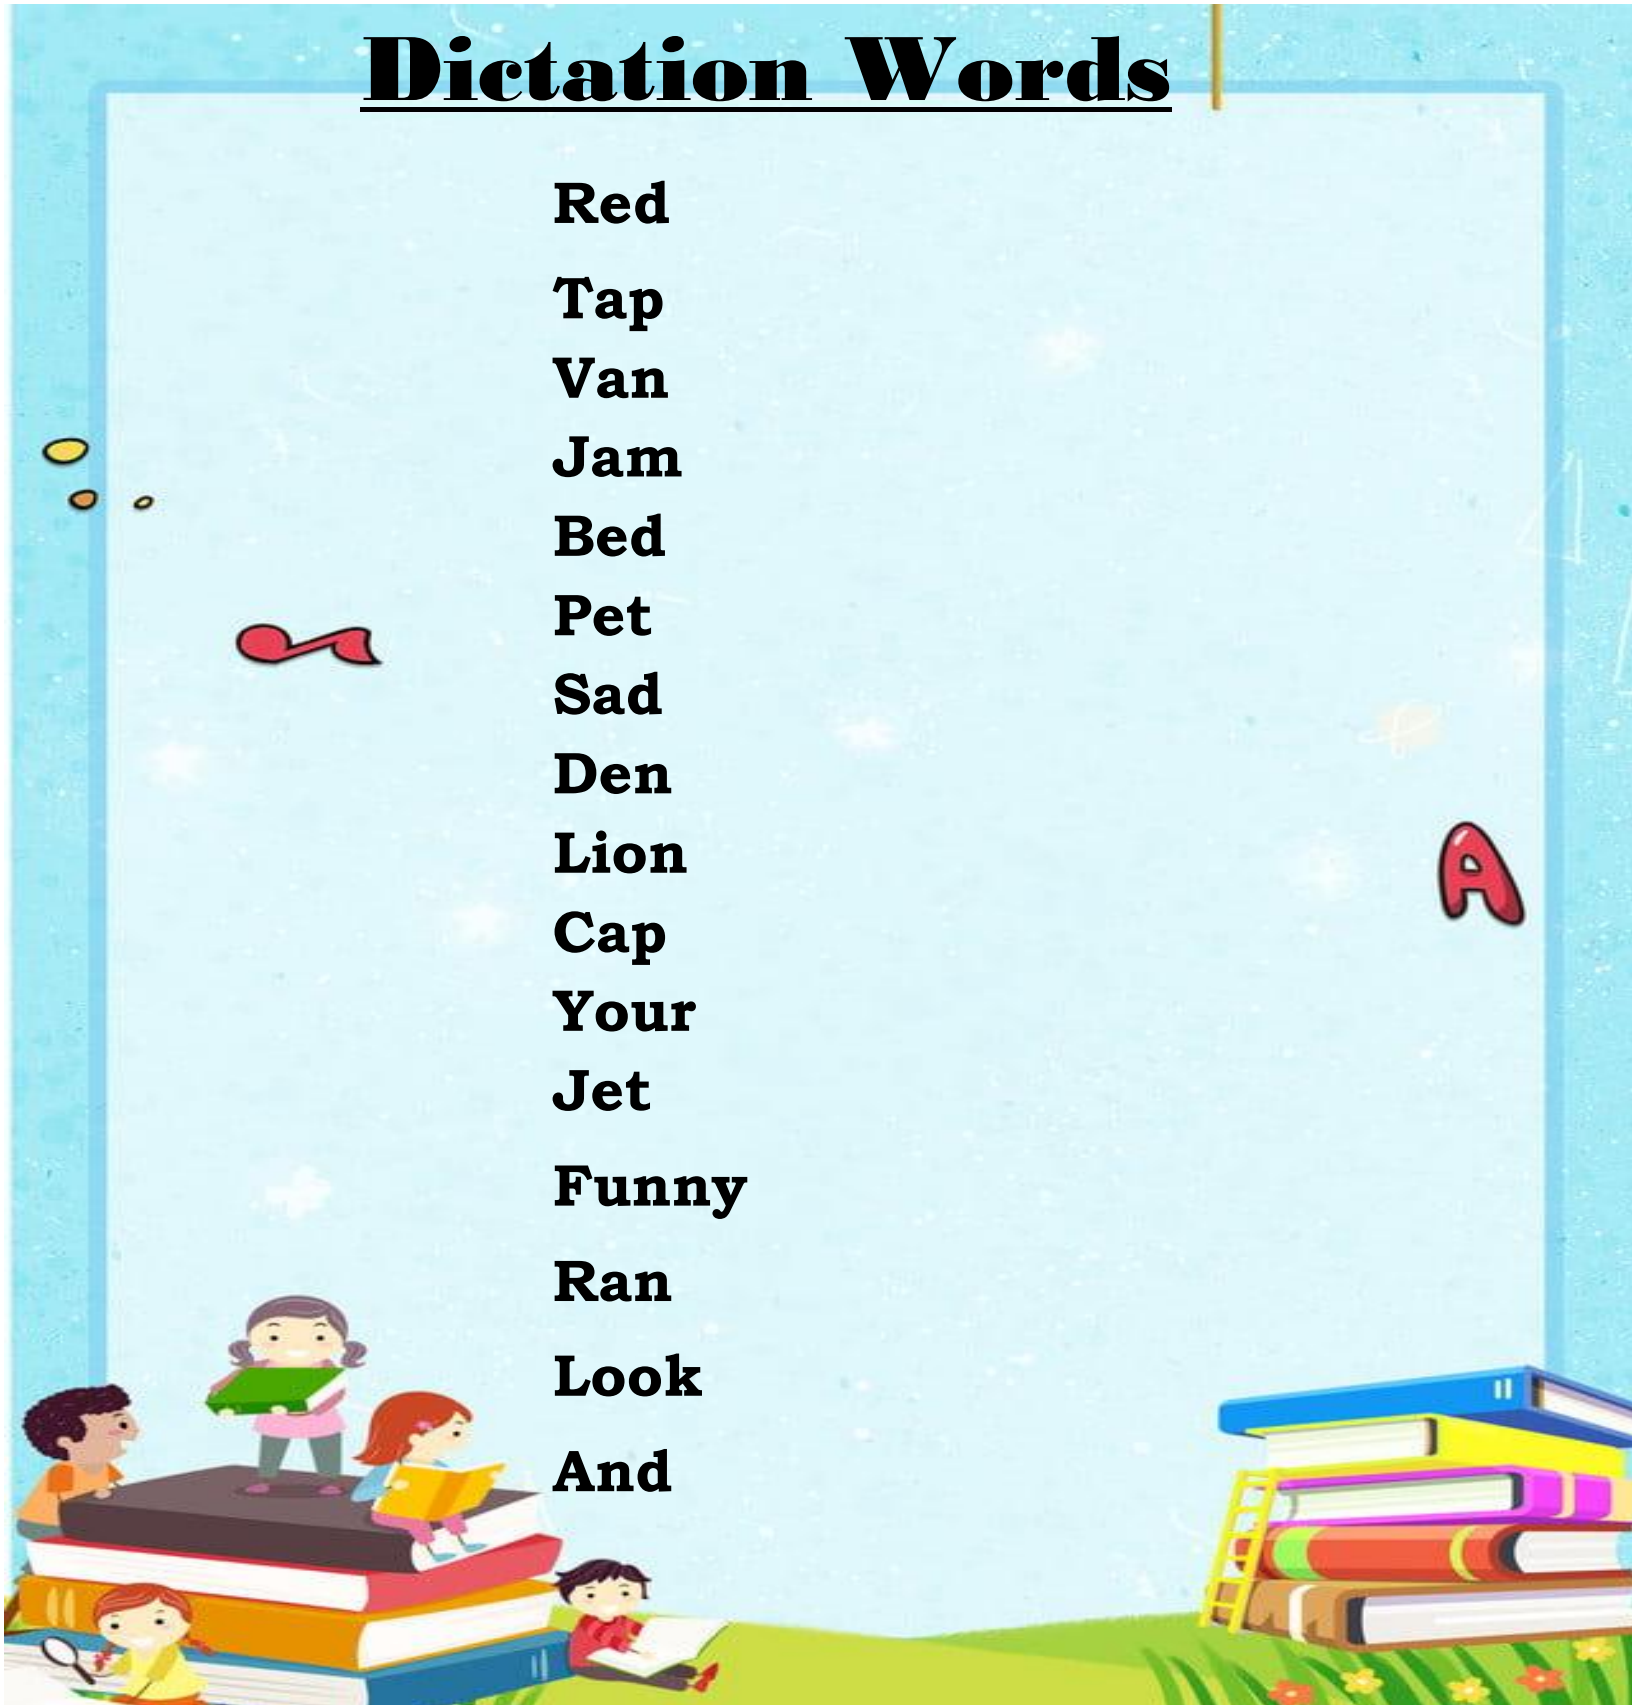 Dictation Words
Red
Tap
Van
Jam
Bed
Pet
Sad
Den
Lion
Cap
Your
Jet
Funny
Ran
Look
And
A